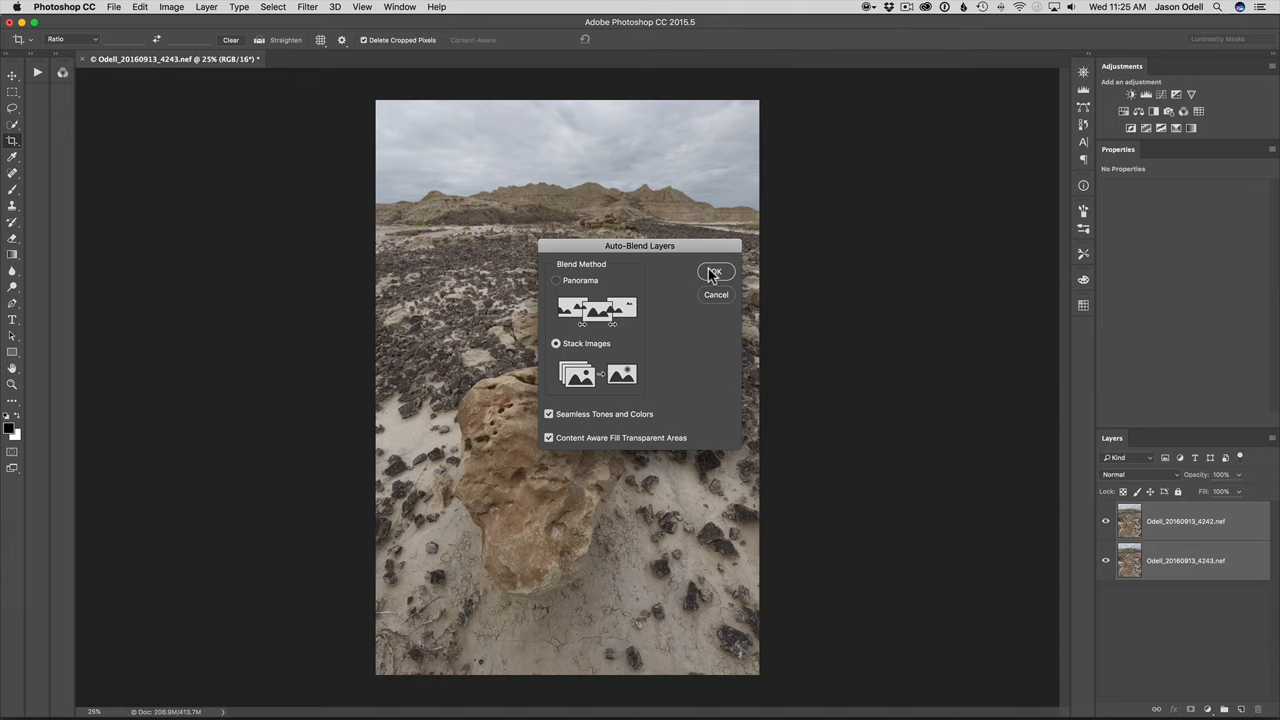 Photoshop CC File Edit Image Layer Type Select Filter 3D View Window Help
Wed 11:25 AM Jason Odell
Adobe Photoshop CC 2015.5
Ratio Clear Straighten Delete Cropped Pixels Content-Aware
Luminosity Masks
© Odell_20160913_4243.nef @ 25% (RGB/16*) *
Adjustments
Add an adjustment
Properties
No Properties
Auto-Blend Layers
Blend Method
Panorama
OK
Cancel
Stack Images
Seamless Tones and Colors
Content Aware Fill Transparent Areas
Layers
Kind
Normal Opacity: 100%
Lock: Fill: 100%
Odell_20160913_4242.nef
Odell_20160913_4243.nef
25% © Doc: 206.9M/413.7M